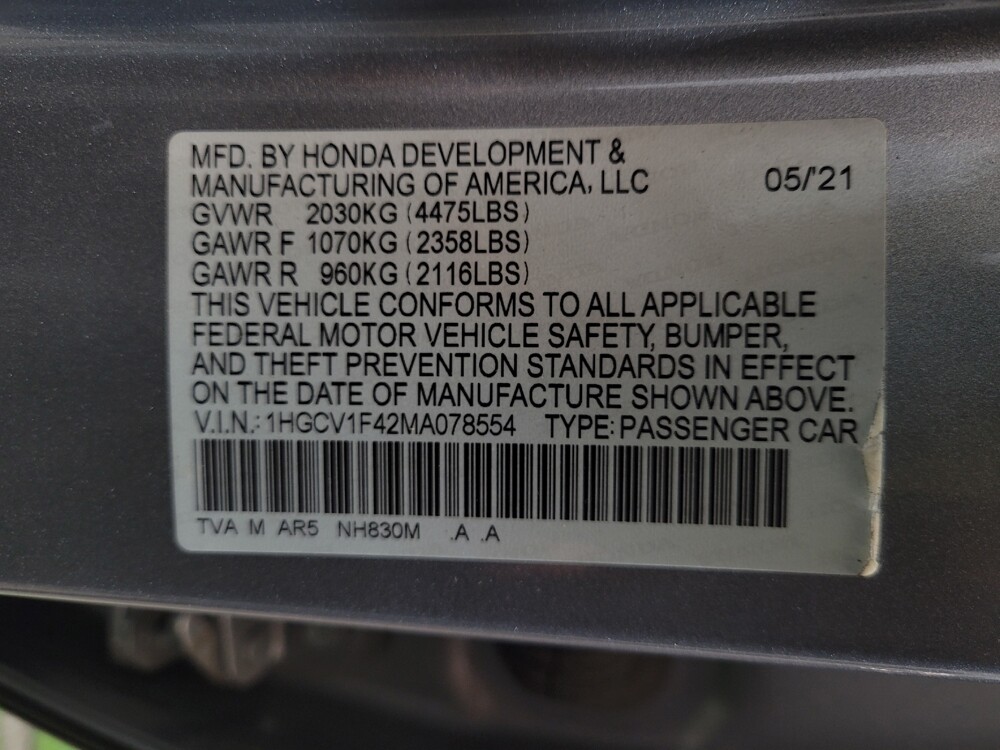 MFD. BY HONDA DEVELOPMENT &
MANUFACTURING OF AMERICA, LLC 05/'21
GVWR 2030KG (4475LBS)
GAWR F 1070KG (2358LBS)
GAWR R 960KG (2116LBS)
THIS VEHICLE CONFORMS TO ALL APPLICABLE
FEDERAL MOTOR VEHICLE SAFETY, BUMPER,
AND THEFT PREVENTION STANDARDS IN EFFECT
ON THE DATE OF MANUFACTURE SHOWN ABOVE.
V.I.N.: 1HGCV1F42MA078554 TYPE: PASSENGER CAR
TVA M AR5 NH830M .A .A